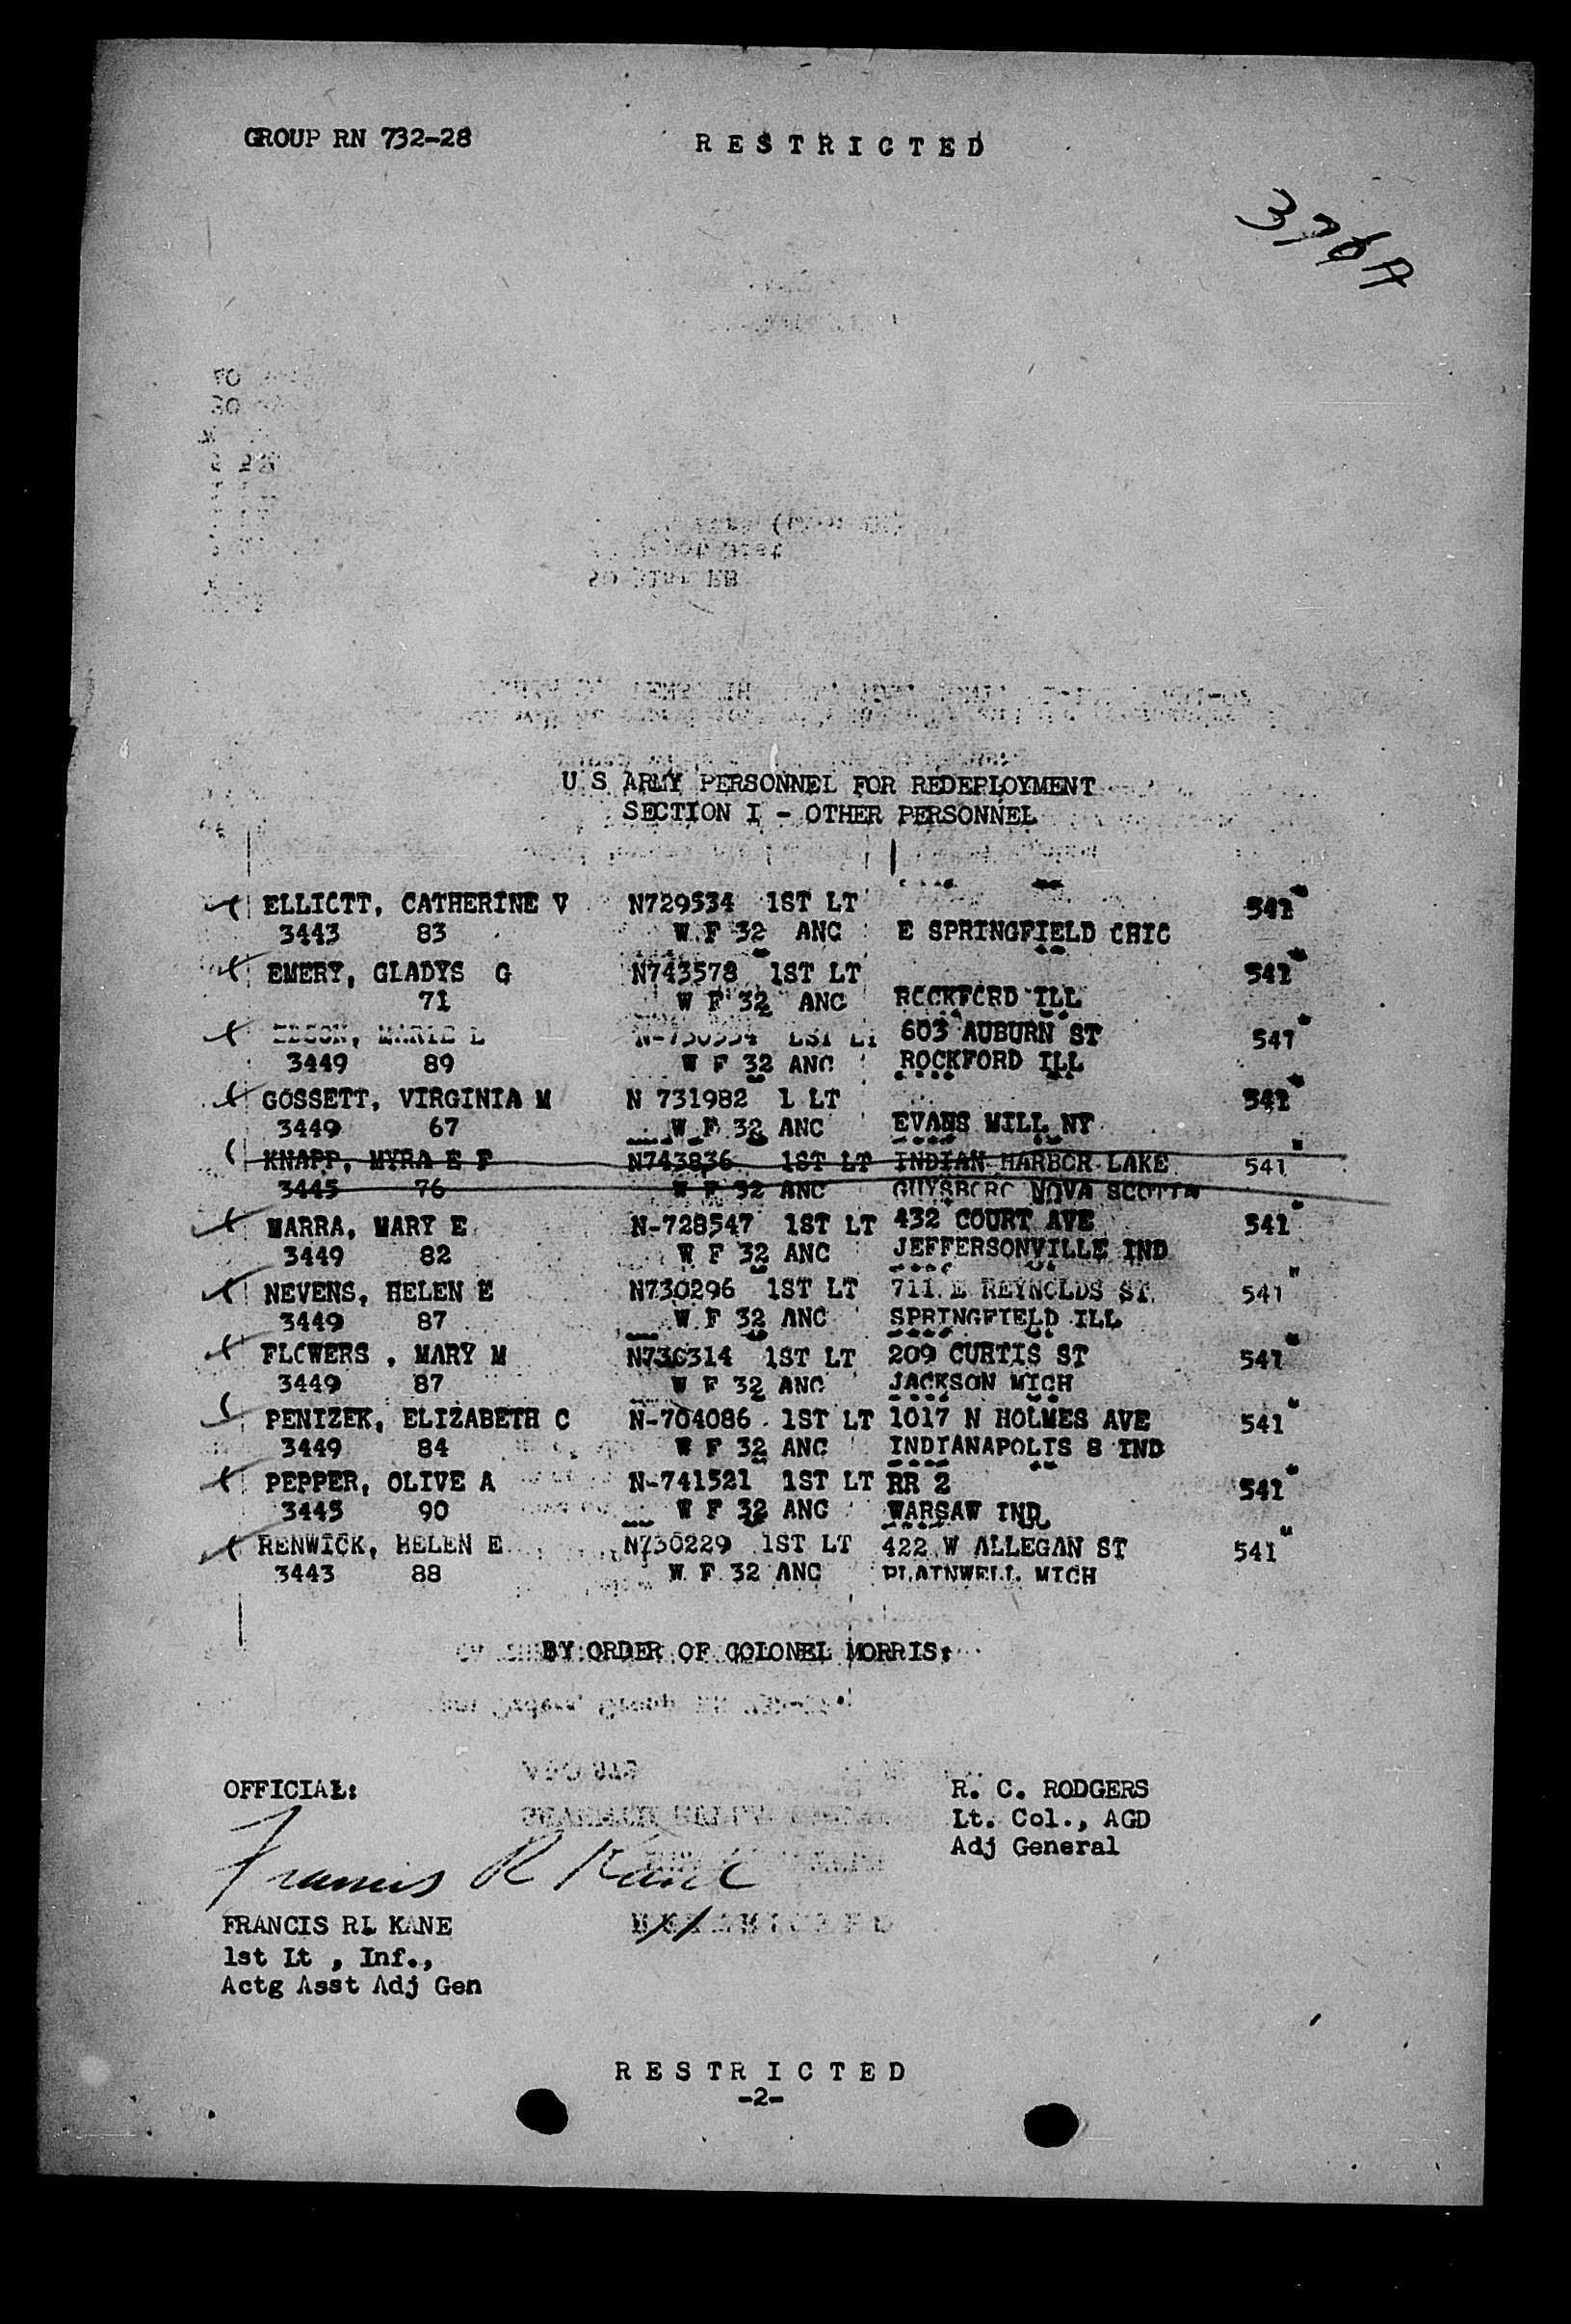 GROUP RN 732-28
R E S T R I C T E D
376A
U S ARMY PERSONNEL FOR REDEPLOYMENT
SECTION I - OTHER PERSONNEL
ELLIOTT, CATHERINE V N729534 1ST LT 541
3443 83 W F 32 ANC E SPRINGFIELD OHIO
EMERY, GLADYS G N743578 1ST LT 541
71 W F 32 ANC ROCKFORD ILL
MARIE L 1ST LT 603 AUBURN ST 541
3449 89 W F 32 ANC ROCKFORD ILL
GOSSETT, VIRGINIA M N 731982 1 LT 541
3449 67 W F 32 ANC EVANS MILL NY
KNAPP, MYRA E F N743836 1ST LT INDIAN HARBOR LAKE 541
3445 76 W F 32 ANC GUYSBORO NOVA SCOTIA
MARRA, MARY E N-728547 1ST LT 432 COURT AVE 541
3449 82 W F 32 ANC JEFFERSONVILLE IND
NEVENS, HELEN E N730296 1ST LT 711 E REYNOLDS ST 541
3449 87 W F 32 ANC SPRINGFIELD ILL
FLOWERS , MARY M N730314 1ST LT 209 CURTIS ST 541
3449 87 W F 32 ANC JACKSON MICH
PENIZEK, ELIZABETH C N-704086 1ST LT 1017 N HOLMES AVE 541
3449 84 W F 32 ANC INDIANAPOLIS 8 IND
PEPPER, OLIVE A N-741521 1ST LT RR 2 541
3445 90 W F 32 ANC WARSAW IND
RENWICK, HELEN E N730229 1ST LT 422 W ALLEGAN ST 541
3443 88 W F 32 ANC PLAINWELL MICH
BY ORDER OF COLONEL MORRIS:
OFFICIAL:
R. C. RODGERS
Lt. Col., AGD
Adj General
Francis R Kane
FRANCIS RL KANE
1st Lt , Inf.,
Actg Asst Adj Gen
R E S T R I C T E D
-2-